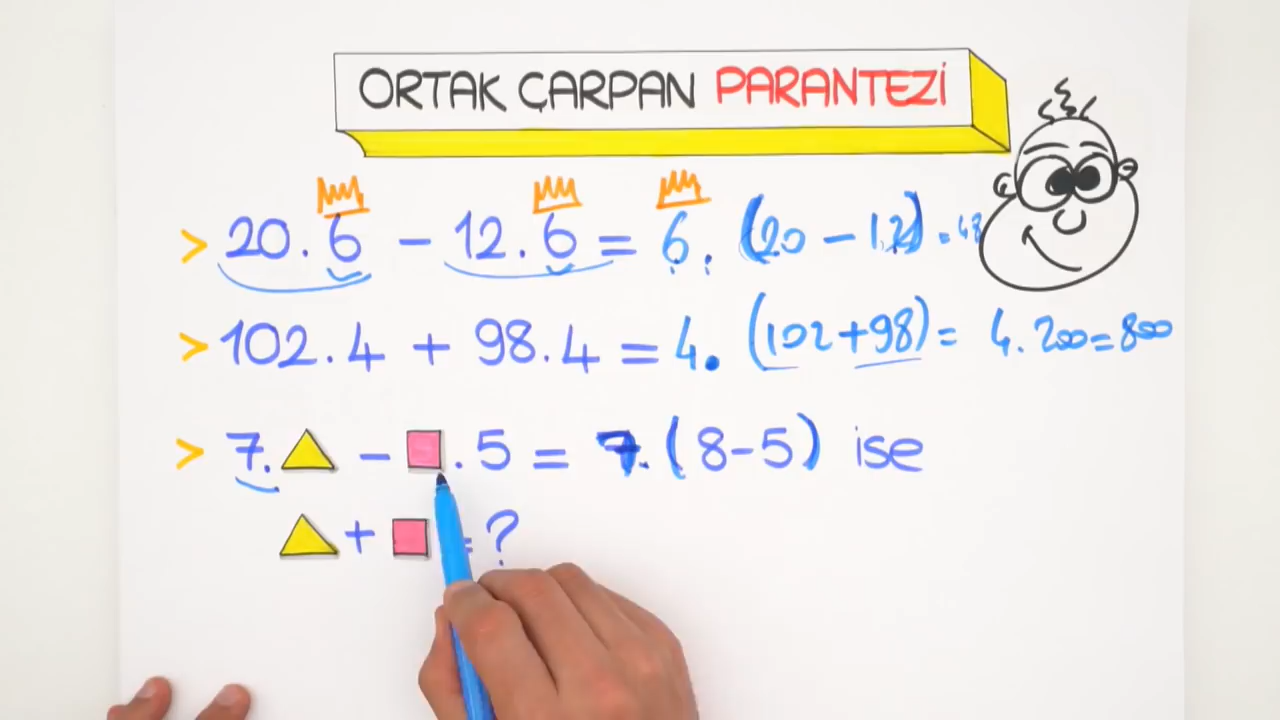 ORTAK ÇARPAN PARANTEZİ
> 20.6 - 12.6 = 6. (20 - 12) = 48
> 102.4 + 98.4 = 4. (102 + 98) = 4.200 = 800
> 7.▲ - ■.5 = 7. (8-5) ise
▲ + ■ = ?